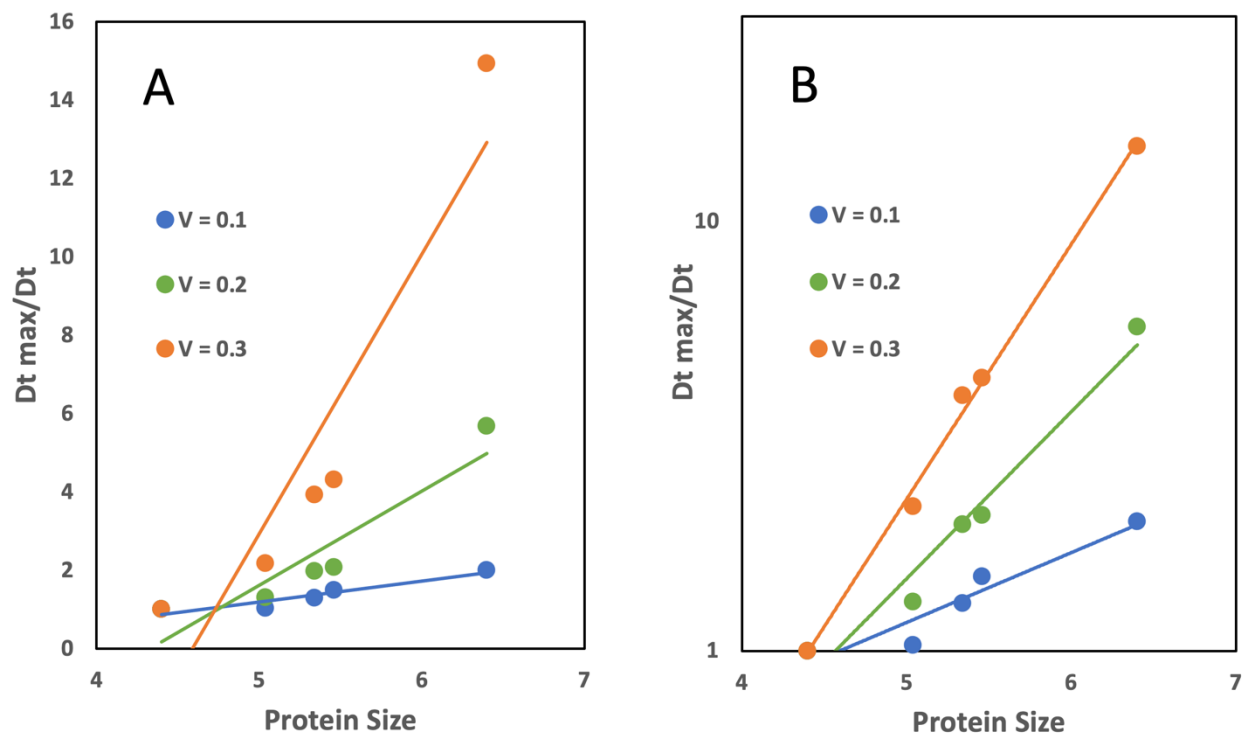 A
16
14
12
10
8
6
4
2
0
Dt max/Dt
V = 0.1
V = 0.2
V = 0.3
4
5
6
7
Protein Size
B
10
1
Dt max/Dt
V = 0.1
V = 0.2
V = 0.3
4
5
6
7
Protein Size